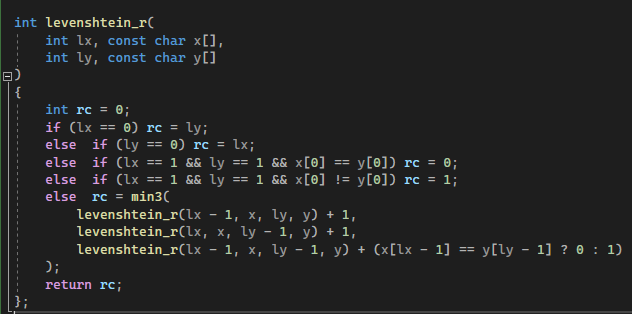 int levenshtein_r(
    int lx, const char x[],
    int ly, const char y[]
)
{
    int rc = 0;
    if (lx == 0) rc = ly;
    else  if (ly == 0) rc = lx;
    else  if (lx == 1 && ly == 1 && x[0] == y[0]) rc = 0;
    else  if (lx == 1 && ly == 1 && x[0] != y[0]) rc = 1;
    else  rc = min3(
        levenshtein_r(lx - 1, x, ly, y) + 1,
        levenshtein_r(lx, x, ly - 1, y) + 1,
        levenshtein_r(lx - 1, x, ly - 1, y) + (x[lx - 1] == y[ly - 1] ? 0 : 1)
    );
    return rc;
};